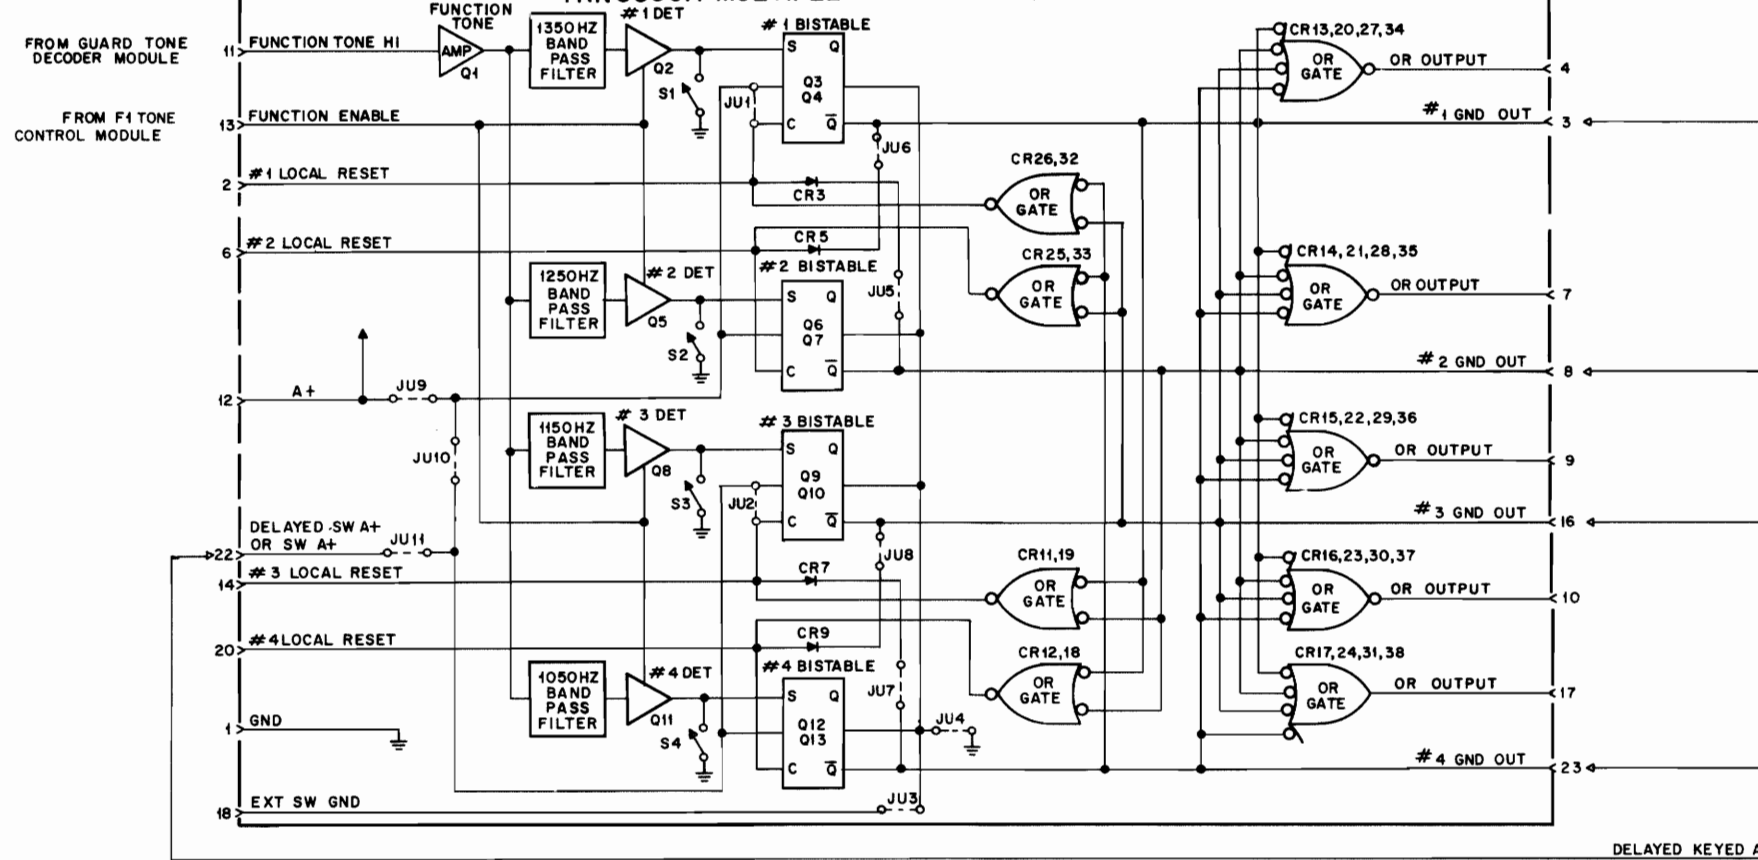 FUNCTION
TONE
#1 DET
# 1 BISTABLE
CR13,20,27,34
FROM GUARD TONE
DECODER MODULE
11
FUNCTION TONE HI
AMP
Q1
1350HZ
BAND
PASS
FILTER
Q2
S1
S
Q
Q3
Q4
C
Q
JU1
OR
GATE
OR OUTPUT
4
FROM F1 TONE
CONTROL MODULE
13
FUNCTION ENABLE
JU6
#1 GND OUT
3
2
#1 LOCAL RESET
CR3
CR26,32
OR
GATE
6
#2 LOCAL RESET
CR5
CR25,33
OR
GATE
CR14,21,28,35
OR
GATE
OR OUTPUT
7
1250HZ
BAND
PASS
FILTER
#2 DET
Q5
S2
#2 BISTABLE
S
Q
Q6
Q7
C
Q
JU5
#2 GND OUT
8
12
A+
JU9
JU10
1150HZ
BAND
PASS
FILTER
# 3 DET
Q8
S3
#3 BISTABLE
S
Q
Q9
Q10
C
Q
JU2
CR15,22,29,36
OR
GATE
OR OUTPUT
9
#3 GND OUT
16
DELAYED SW A+
OR SW A+
22
JU11
JU8
14
#3 LOCAL RESET
CR7
CR11,19
OR
GATE
CR16,23,30,37
OR
GATE
OR OUTPUT
10
20
#4 LOCAL RESET
CR9
CR12,18
OR
GATE
CR17,24,31,38
OR
GATE
OR OUTPUT
17
1050HZ
BAND
PASS
FILTER
#4 DET
Q11
S4
#4 BISTABLE
S
Q
Q12
Q13
C
Q
JU7
JU4
1
GND
#4 GND OUT
23
18
EXT SW GND
JU3
DELAYED KEYED